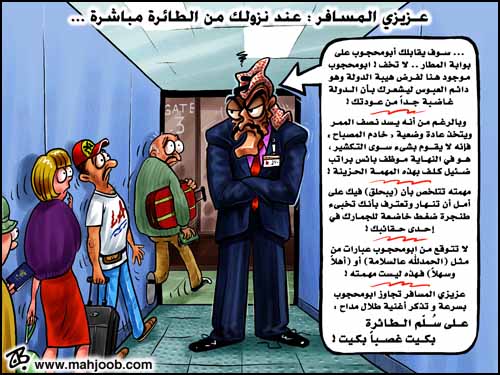 عـزيزي المسافر : عند نزولك من الطائرة مباشرة ...
... سوف يقابلك أبومحجوب على
بوابة المطار .. لا تخف ! ابومحجوب
موجود هنا لفرض هيبة الدولة وهو
دائم العبوس ليشعرك بأن الدولة
غاضبة جداً من عودتك !
وبالرغم من أنه يسد نصف الممر
ويتخذ عادة وضعية ، خادم المصباح ،
فإنه لا يقوم بشيء سوى التكشير ،
هو في النهاية موظف بائس براتب
ضئيل كلف بهذه المهمة الحزينة !
مهمته تتلخص بأن (يبحلق) فيك على
أمل أن تنهار وتعترف بأنك تخبىء
طنجرة ضغط خاضعة للجمارك في
إحدى حقائبك !
لا تتوقع من ابومحجوب عبارات من
مثل (الحمدلله عالسلامة) أو (أهلاً
وسهلاً) فهذه ليست مهمته !
عزيزي المسافر تجاوز ابومحجوب
بسرعة و تذكر أغنية طلال مداح ،
على سُلّم الطائرة
بكيت غصباً بكيت !
GATE
3
www.mahjoob.com